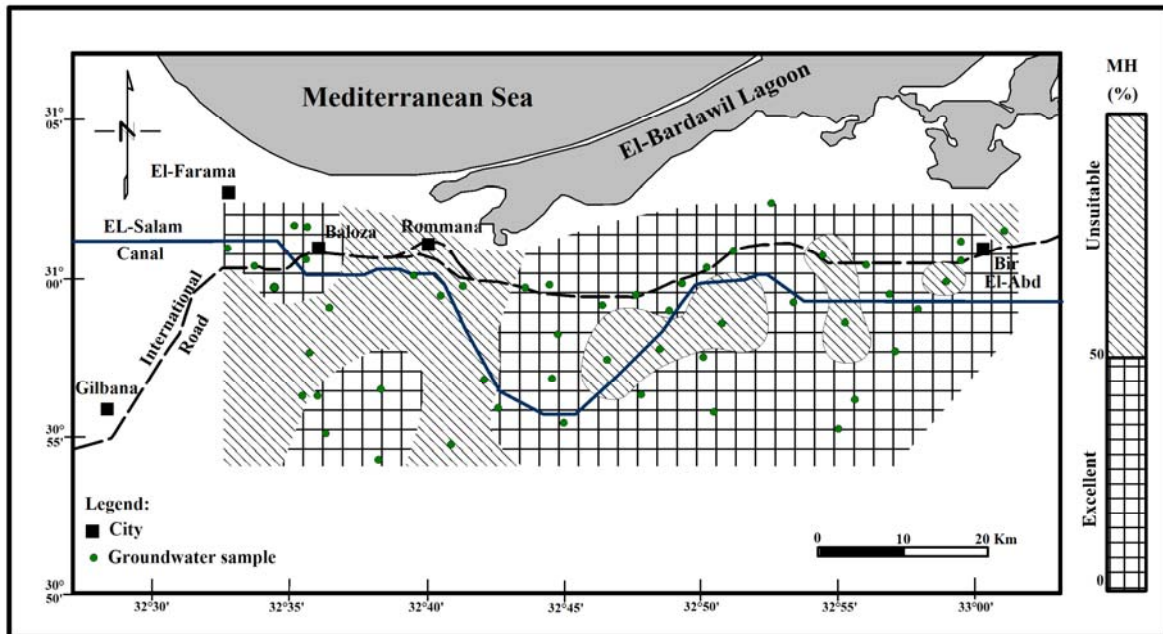 MH
(%)
Mediterranean Sea
El-Bardawil Lagoon
31°
05'
N
El-Farama
EL-Salam
Canal
Baloza
Rommana
Bir
El-Abd
31°
00'
International
Road
Gilbana
30°
55'
Legend:
City
Groundwater sample
0 10 20 Km
30°
50'
32°30' 32°35' 32°40' 32°45' 32°50' 32°55' 33°00'
Unsuitable
50
Excellent
0